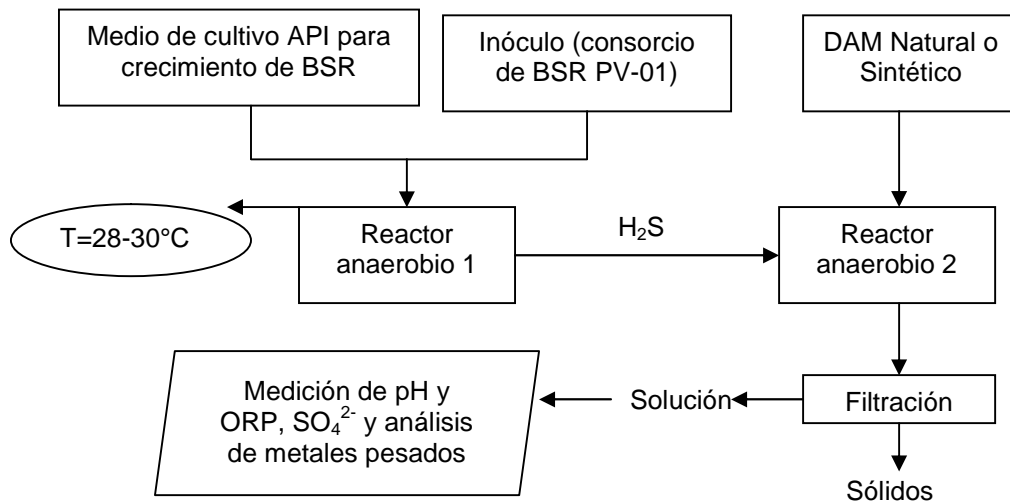 Medio de cultivo API para
crecimiento de BSR
Inóculo (consorcio
de BSR PV-01)
DAM Natural o
Sintético
T=28-30°C
Reactor
anaerobio 1
H₂S
Reactor
anaerobio 2
Medición de pH y
ORP, SO₄²⁻ y análisis
de metales pesados
Solución
Filtración
Sólidos